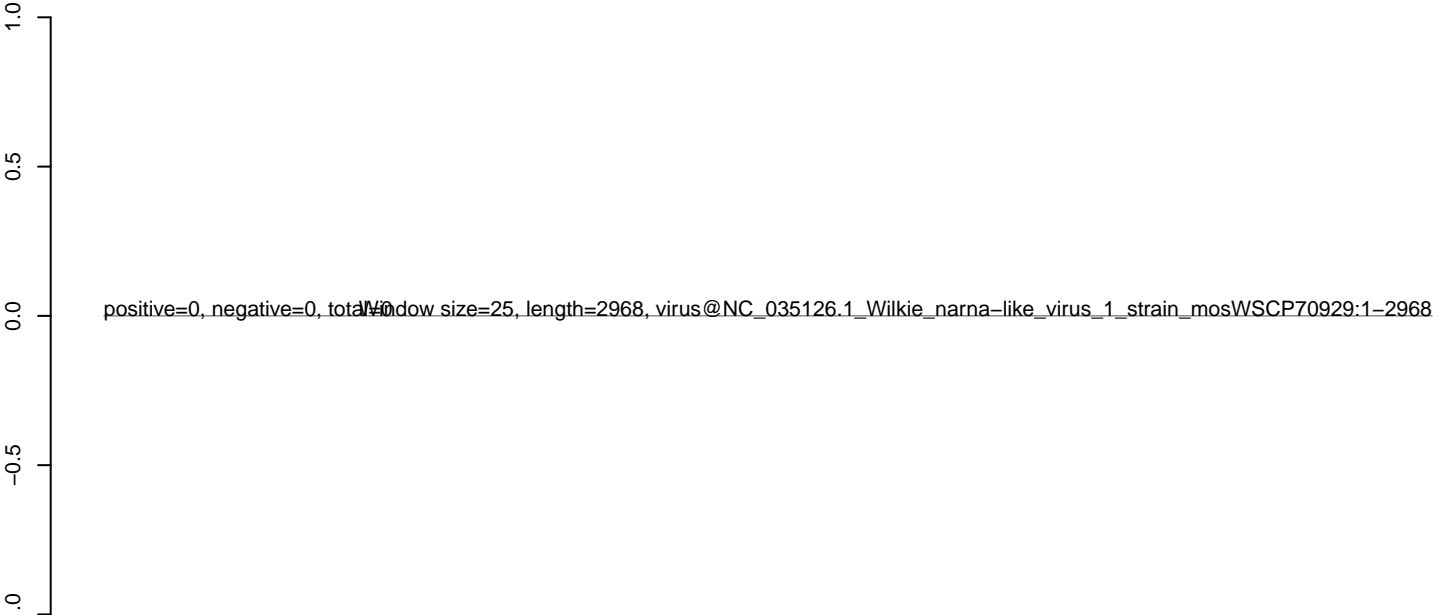 1.0
0.5
0.0
−0.5
.0
positive=0, negative=0, total=0
Window size=25, length=2968, virus@NC_035126.1_Wilkie_narna−like_virus_1_strain_mosWSCP70929:1−2968